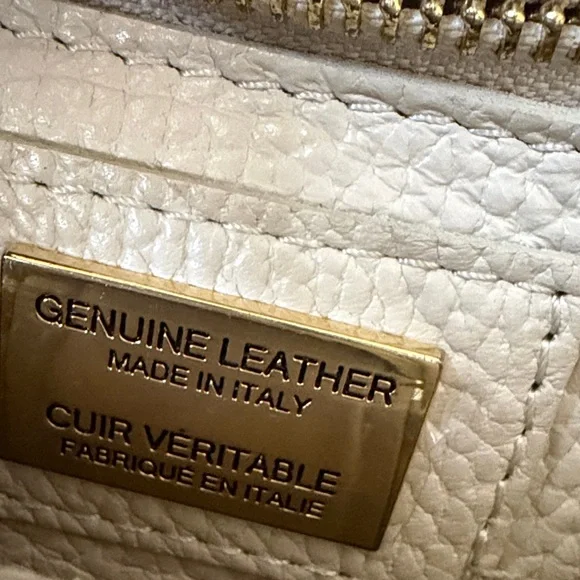 GENUINE LEATHER
MADE IN ITALY
CUIR VÉRITABLE
FABRIQUÉ EN ITALIE